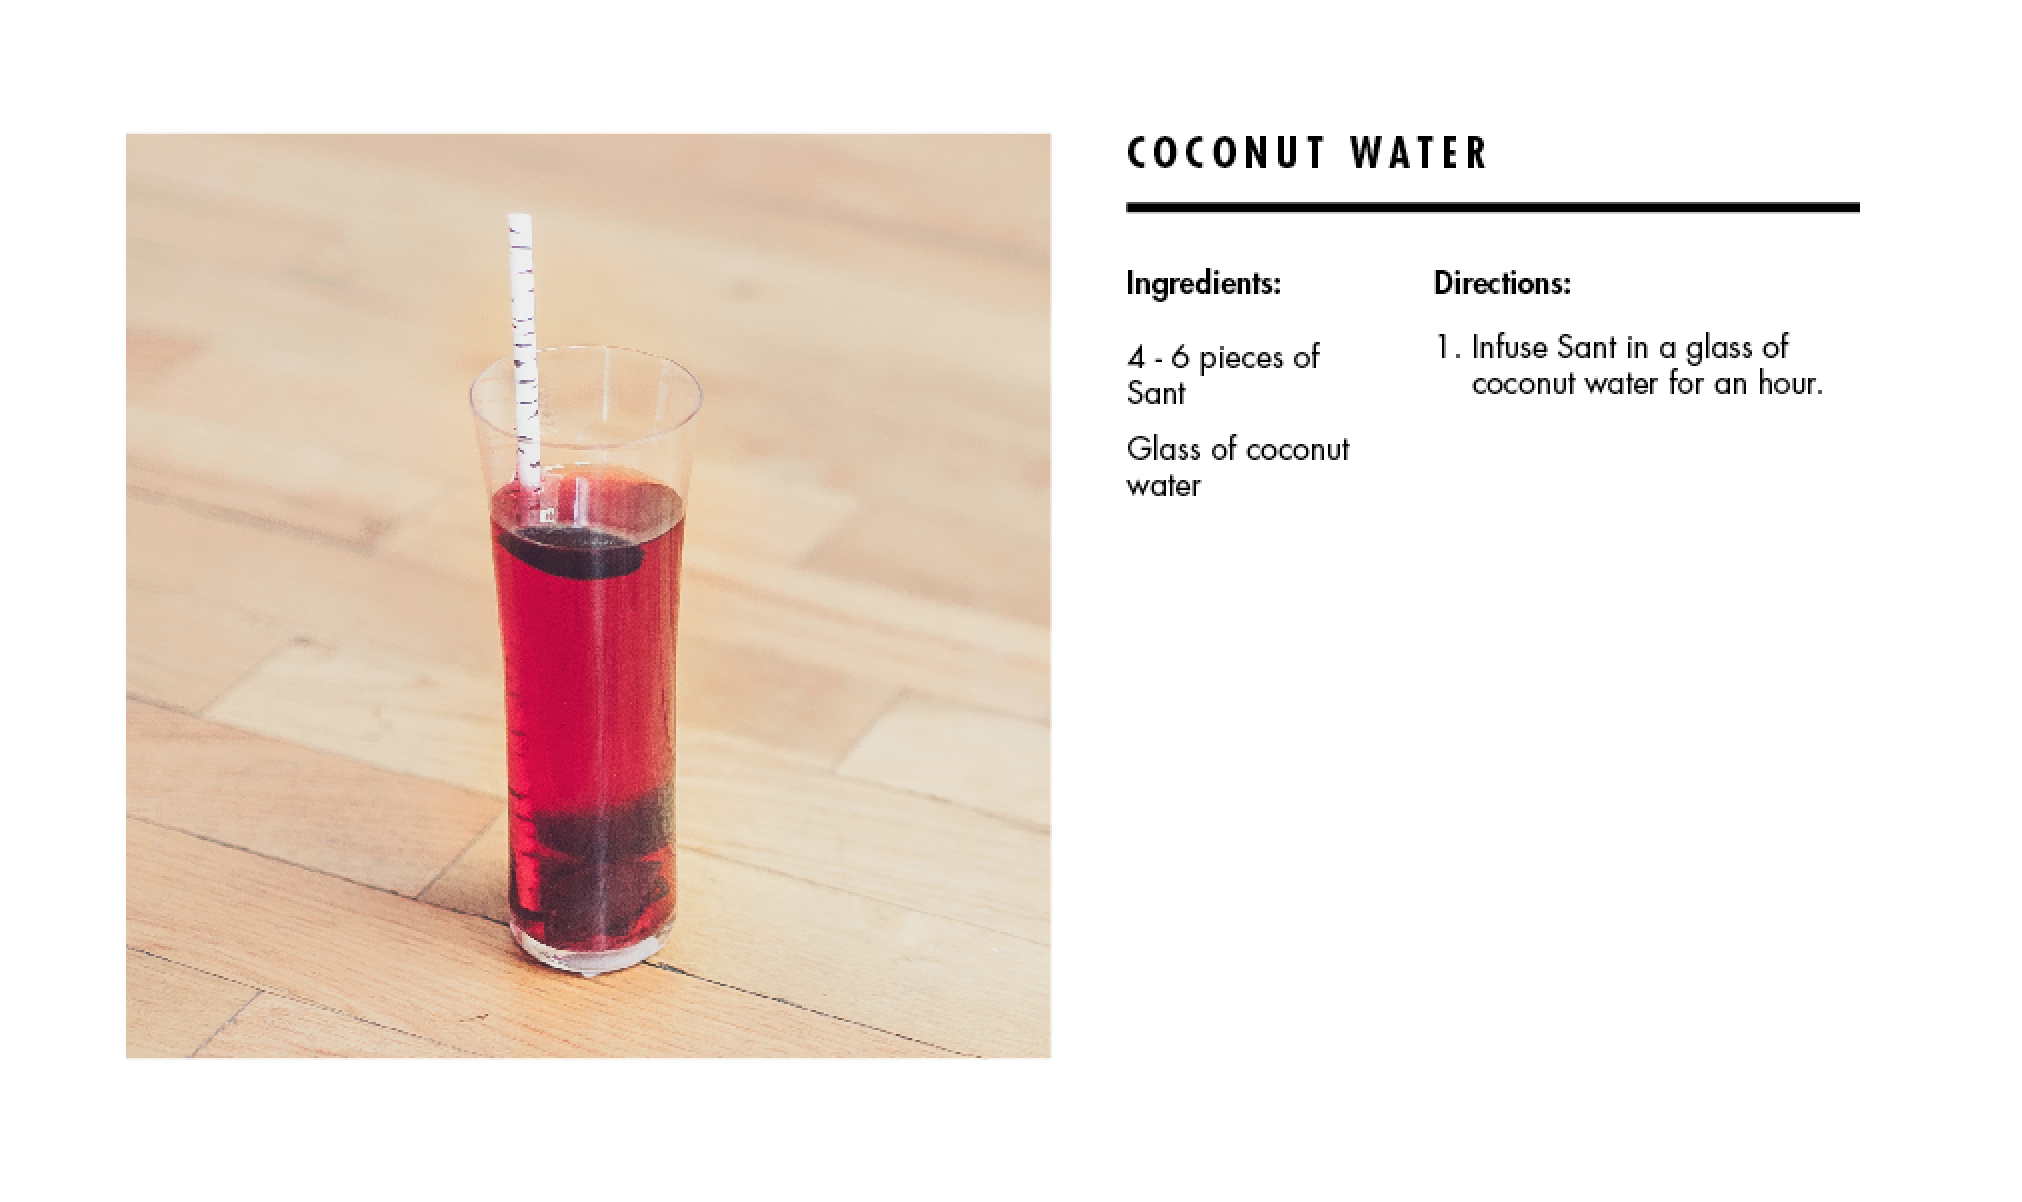 COCONUT WATER
Ingredients:
4 - 6 pieces of
Sant
Glass of coconut
water
Directions:
1. Infuse Sant in a glass of
coconut water for an hour.